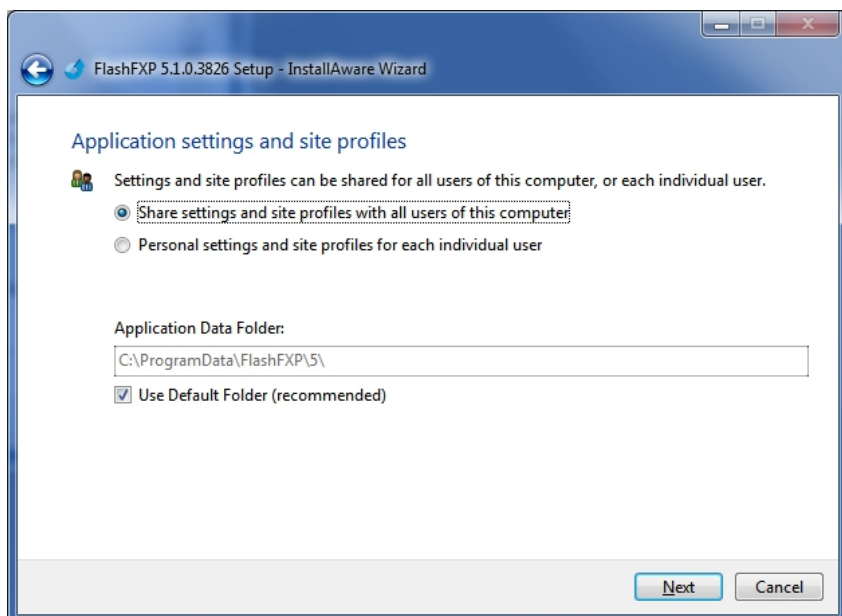 FlashFXP 5.1.0.3826 Setup - InstallAware Wizard
Application settings and site profiles
Settings and site profiles can be shared for all users of this computer, or each individual user.
Share settings and site profiles with all users of this computer
Personal settings and site profiles for each individual user
Application Data Folder:
C:\ProgramData\FlashFXP\5\
Use Default Folder (recommended)
Next
Cancel